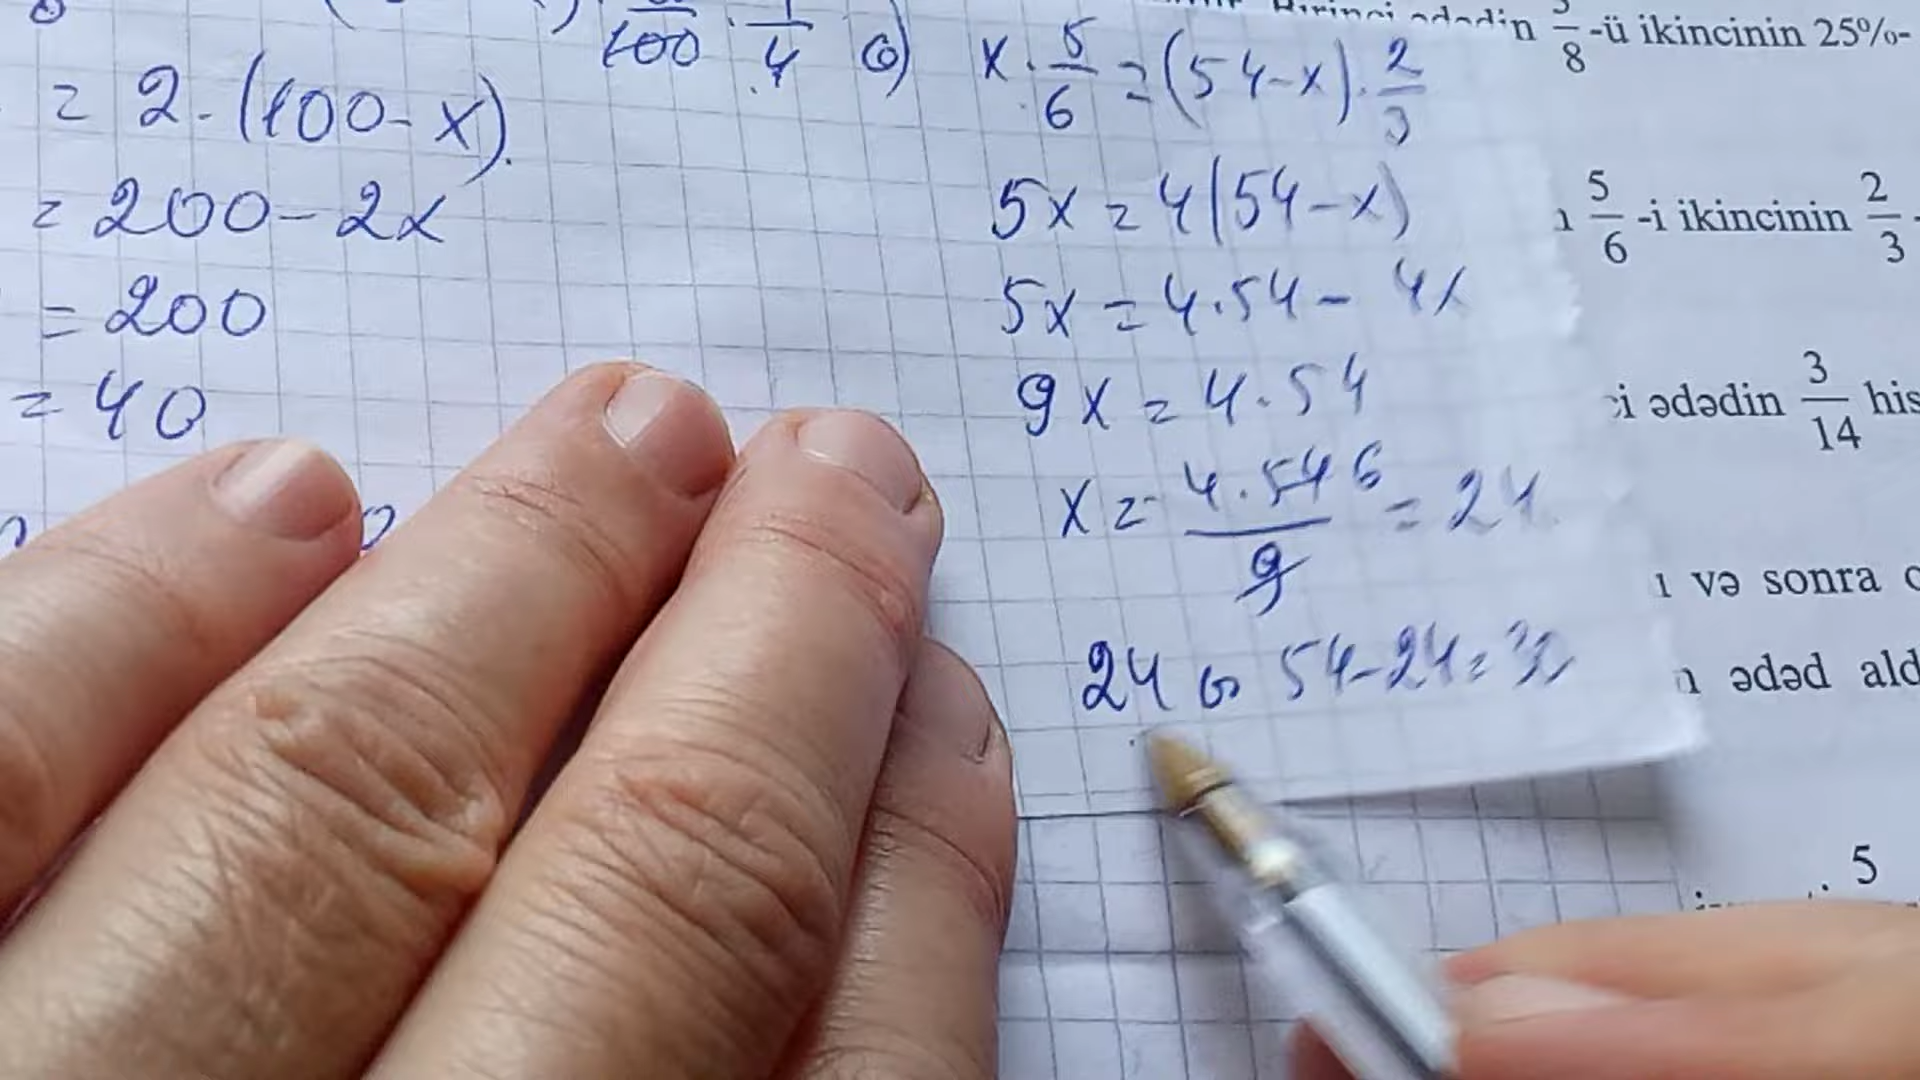 = 2·(100-x)
= 200-2x
= 200
= 40
100 · 1/4
6) x · 5/6 = (54-x) · 2/3
5x = 4(54-x)
5x = 4·54 - 4x
9x = 4·54
x = 4·54 6 / 9 = 24
24 və 54-24=30
8 -ü ikincinin 25%-
5/6 -i ikincinin 2/3
ədədin 3/14 his
və sonra
ədəd ald
5